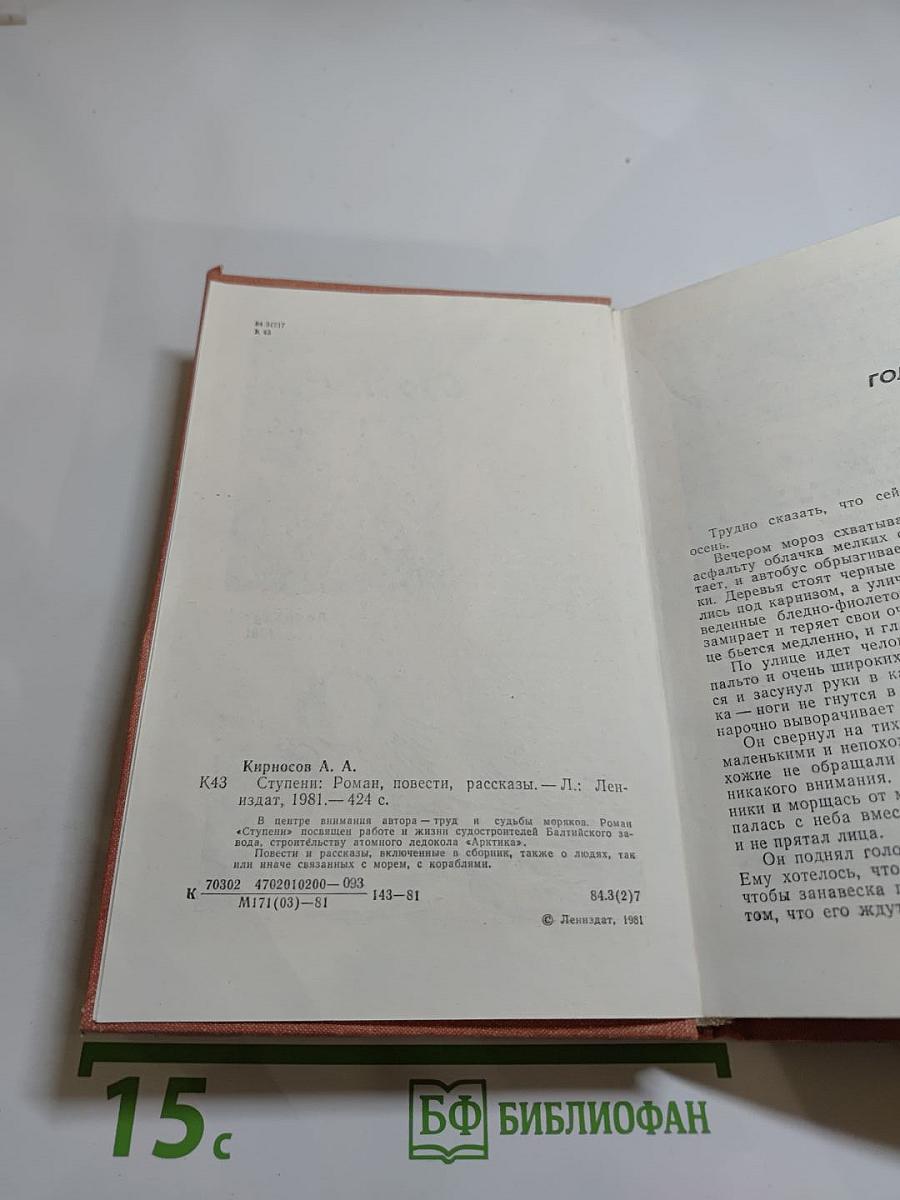 84.3(2)7
К 43
Кирносов А. А.
К43 Ступени: Роман, повести, рассказы. — Л.: Лен-
издат, 1981. — 424 с.
В центре внимания автора — труд и судьбы моряков. Роман
«Ступени» посвящен работе и жизни судостроителей Балтийского за-
вода, строительству атомного ледокола «Арктика».
Повести и рассказы, включенные в сборник, также о людях, так
или иначе связанных с морем, с кораблями.
К 70302 4702010200—093
М171(03)—81 143—81 84.3(2)7
© Лениздат, 1981
ГОЛ
Трудно сказать, что сей
осень.
Вечером мороз схватыва
асфальту облачка мелких с
тает, и автобус обрызгивае
ки. Деревья стоят черные
лись под карнизом, а улич
веденные бледно-фиолето
замирает и теряет свои оч
це бьется медленно, и гл
По улице идет челов
пальто и очень широких
ся и засунул руки в ка
ка — ноги не гнутся в
нарочно выворачивает
Он свернул на тих
маленькими и непохо
хожие не обращали
никакого внимания.
ники и морщась от м
палась с неба вмес
и не прятал лица.
Он поднял голо
Ему хотелось, что
чтобы занавеска п
том, что его ждут
15 с
БФ БИБЛИОФАН